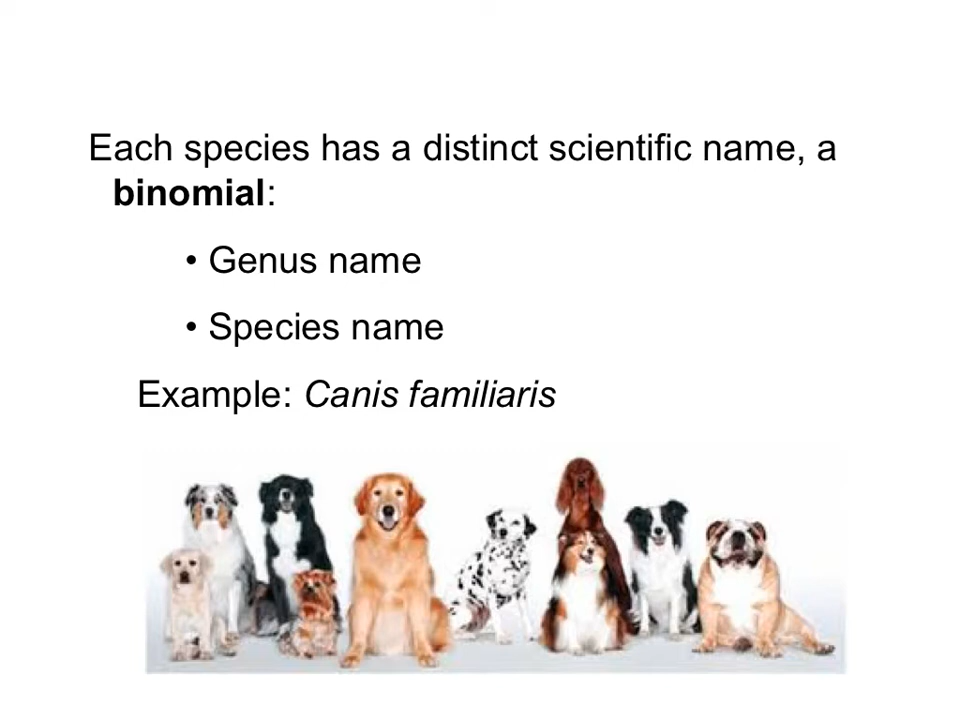 Each species has a distinct scientific name, a
binomial:
• Genus name
• Species name
Example: Canis familiaris